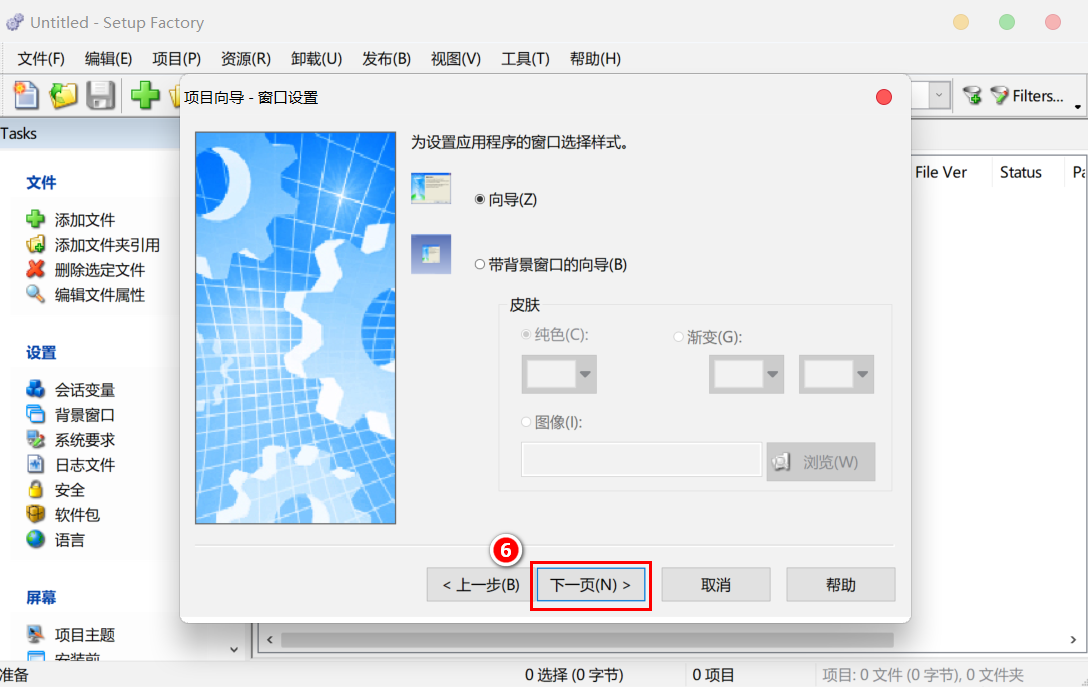 Untitled - Setup Factory
文件(F) 编辑(E) 项目(P) 资源(R) 卸载(U) 发布(B) 视图(V) 工具(T) 帮助(H)
Filters...
Tasks
文件
添加文件
添加文件夹引用
删除选定文件
编辑文件属性
设置
会话变量
背景窗口
系统要求
日志文件
安全
软件包
语言
屏幕
项目主题
安装前
项目向导 - 窗口设置
为设置应用程序的窗口选择样式。
向导(Z)
带背景窗口的向导(B)
皮肤
纯色(C):
渐变(G):
图像(I):
浏览(W)
6
< 上一步(B)
下一页(N) >
取消
帮助
File Ver Status
准备 0 选择 (0 字节) 0 项目 项目: 0 文件 (0 字节), 0 文件夹